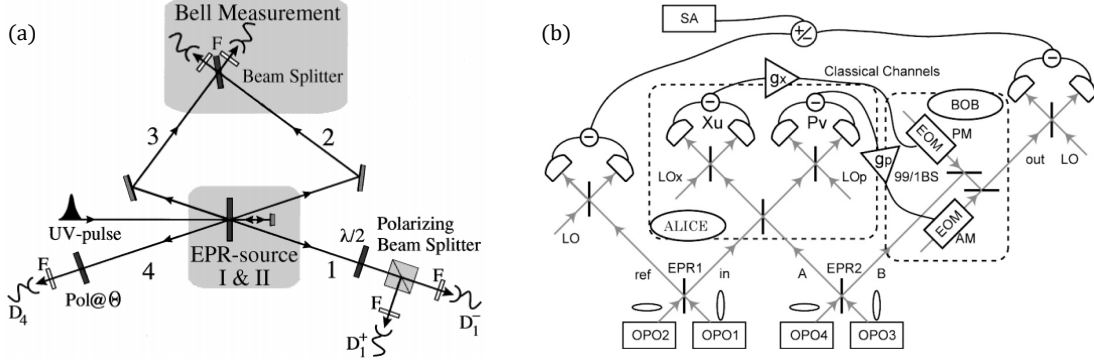 (a)
Bell Measurement
F
Beam Splitter
3
2
UV-pulse
EPR-source
I & II
λ/2
Polarizing
Beam Splitter
4
1
F
F
F
Pol@Θ
D4
D1-
D1+
(b)
SA
+/-
gx
Classical Channels
BOB
Xu
Pv
EOM
PM
gp
99/1BS
out
LO
LOx
LOp
LO
ALICE
EOM
AM
ref
EPR1
in
A
EPR2
B
OPO2
OPO1
OPO4
OPO3